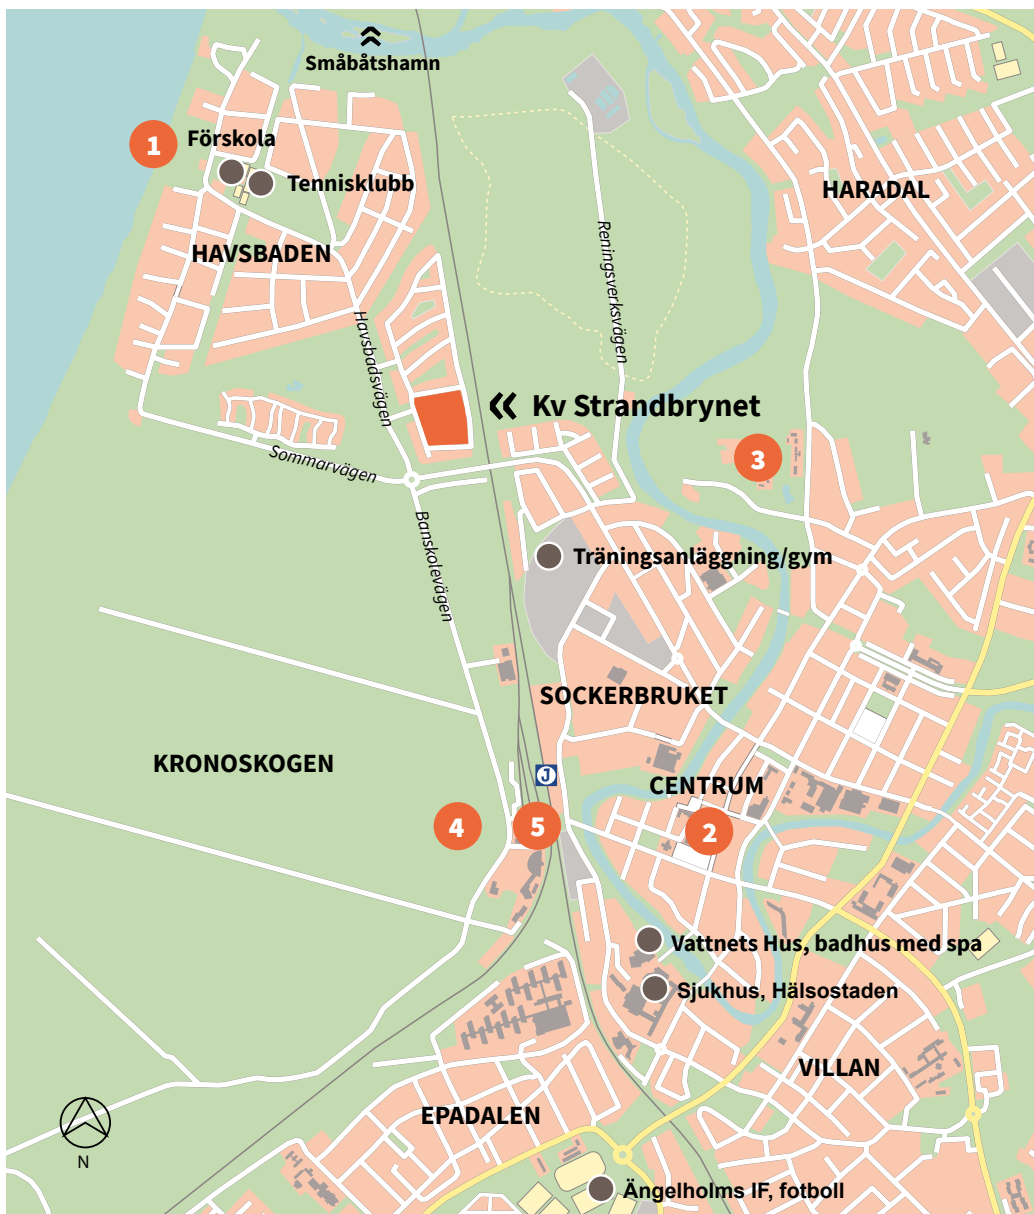 Småbåtshamn
1
Förskola
Tennisklubb
HARADAL
HAVSBADEN
Reningsverksvägen
Havsbadsvägen
Kv Strandbrynet
Sommarvägen
3
Banskolevägen
Träningsanläggning/gym
SOCKERBRUKET
KRONOSKOGEN
J
CENTRUM
4
5
2
Vattnets Hus, badhus med spa
Sjukhus, Hälsostaden
VILLAN
EPADALEN
N
Ängelholms IF, fotboll